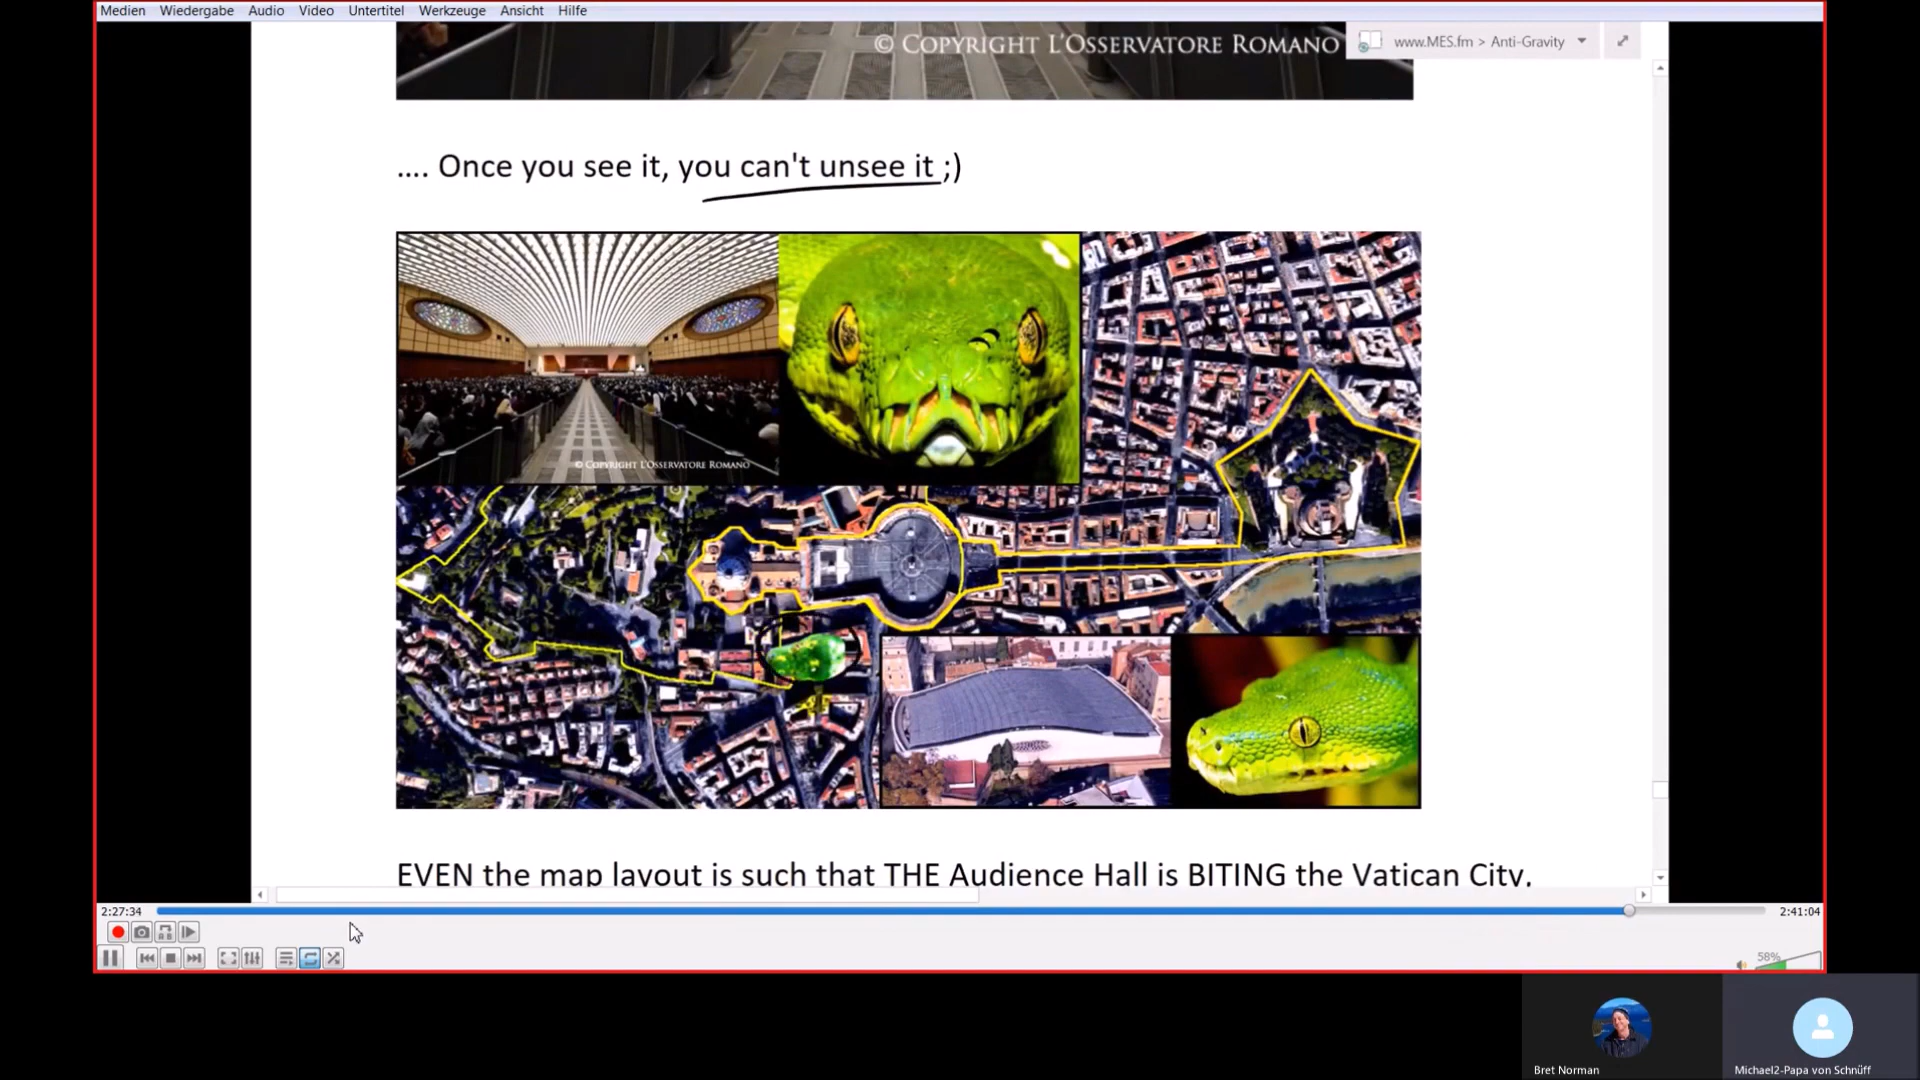 Medien Wiedergabe Audio Video Untertitel Werkzeuge Ansicht Hilfe
© COPYRIGHT L'OSSERVATORE ROMANO
www.MES.fm > Anti-Gravity
.... Once you see it, you can't unsee it ;)
© COPYRIGHT L'OSSERVATORE ROMANO
EVEN the map layout is such that THE Audience Hall is BITING the Vatican City.
2:27:34
2:41:04
58%
Bret Norman
Michael2-Papa von Schnüff